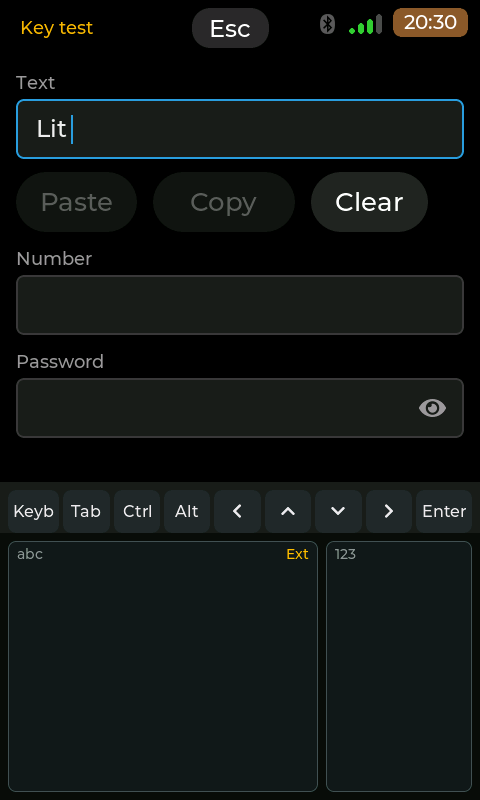 Key test Esc 20:30
Text
Lit
Paste Copy Clear
Number
Password
Keyb Tab Ctrl Alt Enter
abc Ext 123